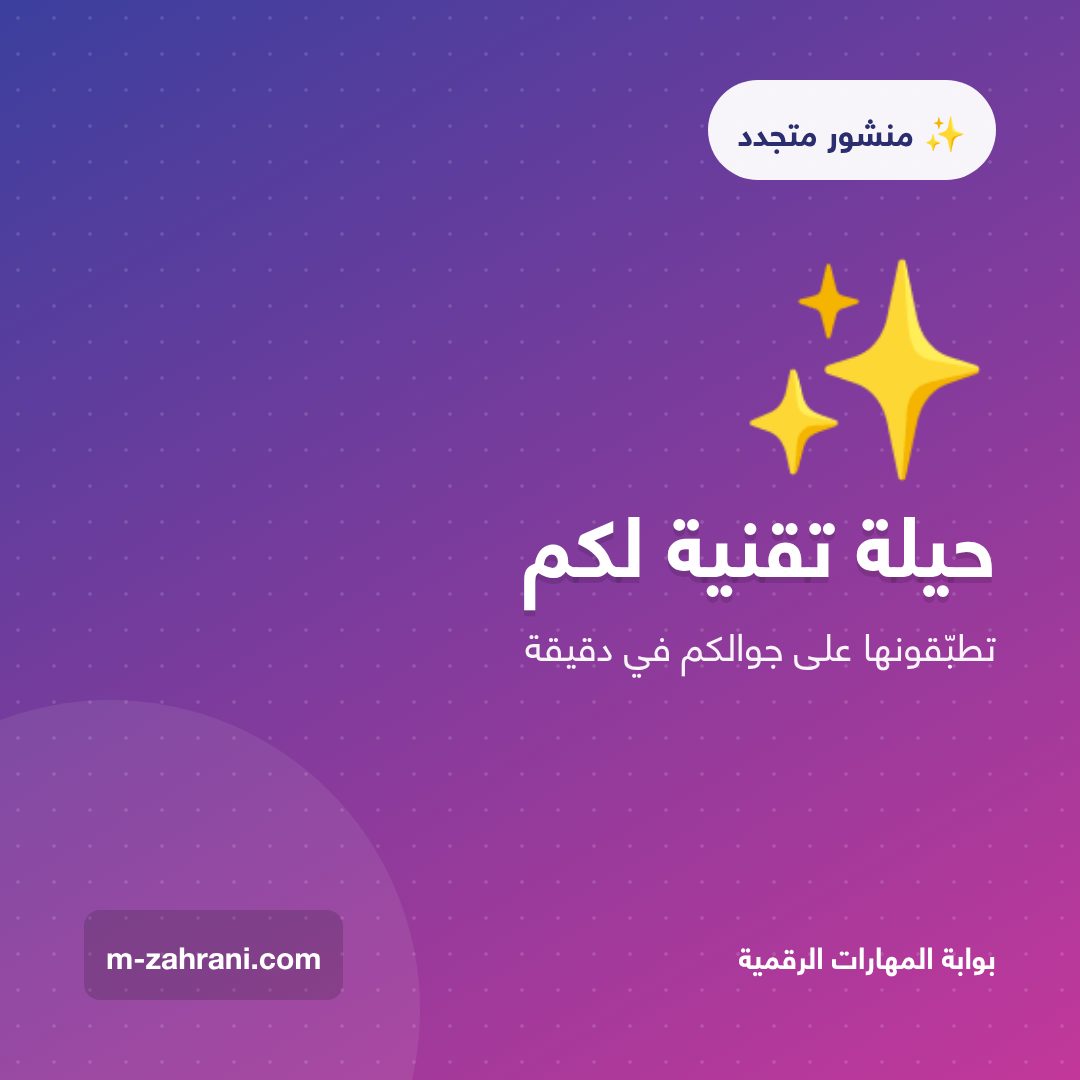 ✨ منشور متجدد
حيلة تقنية لكم
تطبّقونها على جوالكم في دقيقة
بوابة المهارات الرقمية
m-zahrani.com